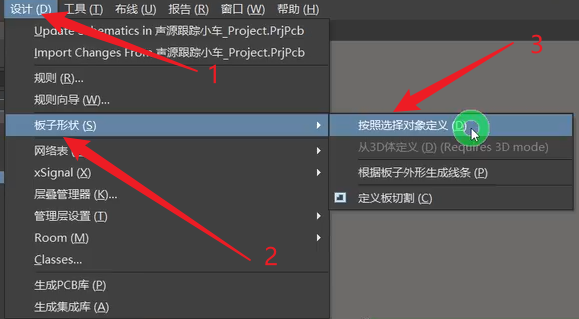 设计 (D) 工具 (T) 布线 (U) 报告 (R) 窗口 (W) 帮助 (H)
Update Schematics in 声源跟踪小车_Project.PrjPcb
Import Changes From 声源跟踪小车_Project.PrjPcb
1
3
规则 (R)...
规则向导 (W)...
板子形状 (S)
按照选择对象定义 (D)
网络表
从3D体定义 (D) (Requires 3D mode)
xSignal (X)
根据板子外形生成线条 (P)
层叠管理器 (K)...
定义板切割 (C)
管理层设置 (T)
Room (M)
2
Classes...
生成PCB库 (P)
生成集成库 (A)